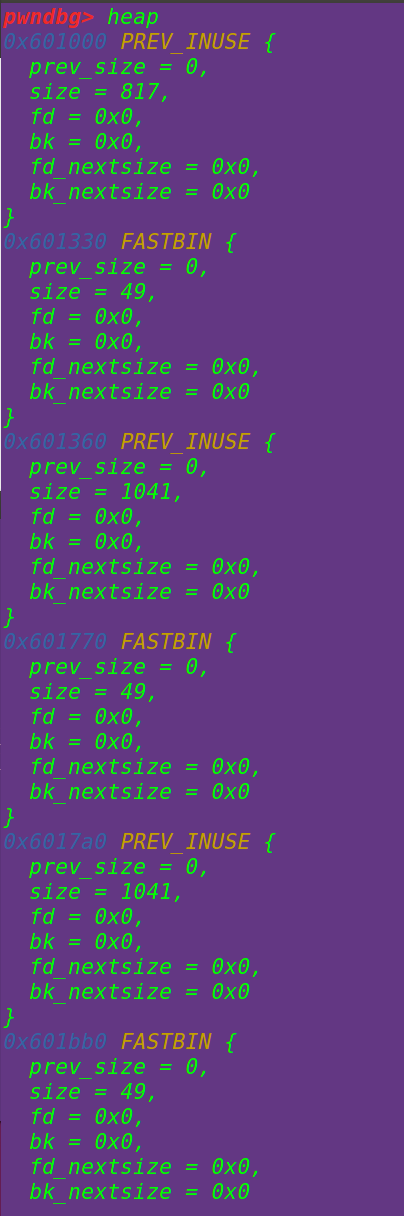 pwndbg> heap
0x601000 PREV_INUSE {
  prev_size = 0,
  size = 817,
  fd = 0x0,
  bk = 0x0,
  fd_nextsize = 0x0,
  bk_nextsize = 0x0
}
0x601330 FASTBIN {
  prev_size = 0,
  size = 49,
  fd = 0x0,
  bk = 0x0,
  fd_nextsize = 0x0,
  bk_nextsize = 0x0
}
0x601360 PREV_INUSE {
  prev_size = 0,
  size = 1041,
  fd = 0x0,
  bk = 0x0,
  fd_nextsize = 0x0,
  bk_nextsize = 0x0
}
0x601770 FASTBIN {
  prev_size = 0,
  size = 49,
  fd = 0x0,
  bk = 0x0,
  fd_nextsize = 0x0,
  bk_nextsize = 0x0
}
0x6017a0 PREV_INUSE {
  prev_size = 0,
  size = 1041,
  fd = 0x0,
  bk = 0x0,
  fd_nextsize = 0x0,
  bk_nextsize = 0x0
}
0x601bb0 FASTBIN {
  prev_size = 0,
  size = 49,
  fd = 0x0,
  bk = 0x0,
  fd_nextsize = 0x0,
  bk_nextsize = 0x0